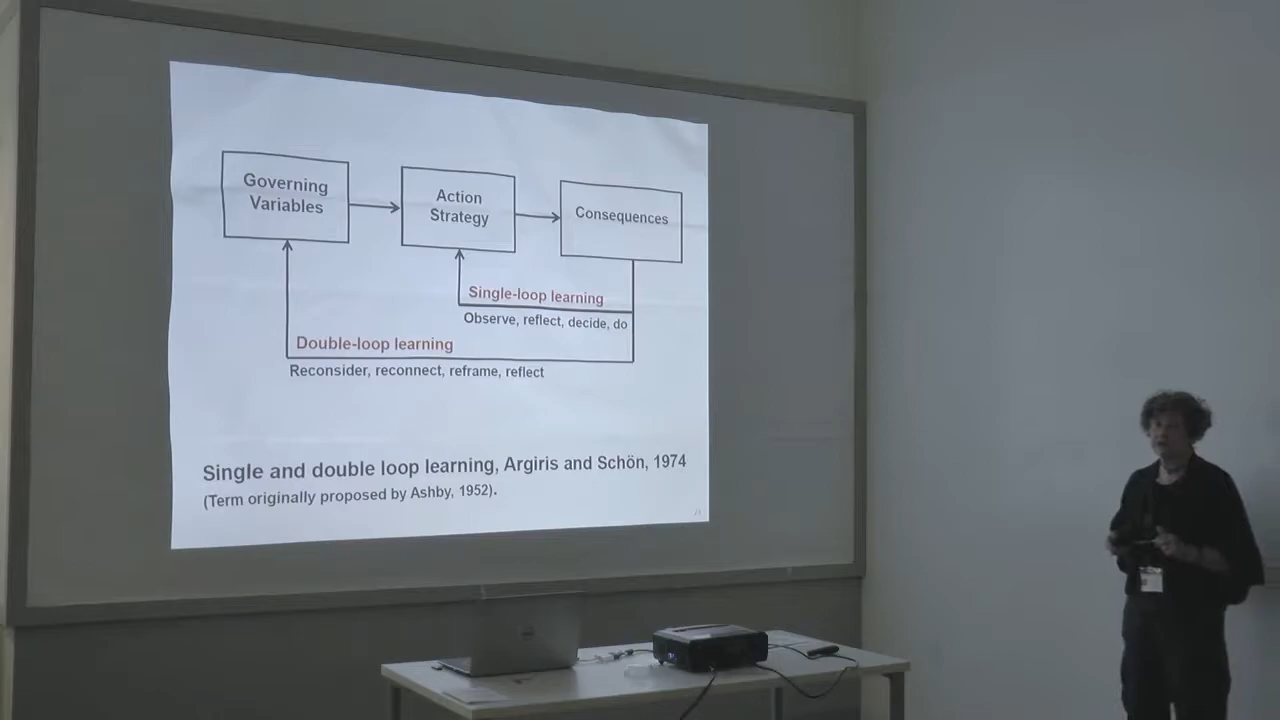 Governing
Variables
Action
Strategy
Consequences
Single-loop learning
Observe, reflect, decide, do
Double-loop learning
Reconsider, reconnect, reframe, reflect
Single and double loop learning, Argiris and Schön, 1974
(Term originally proposed by Ashby, 1952).